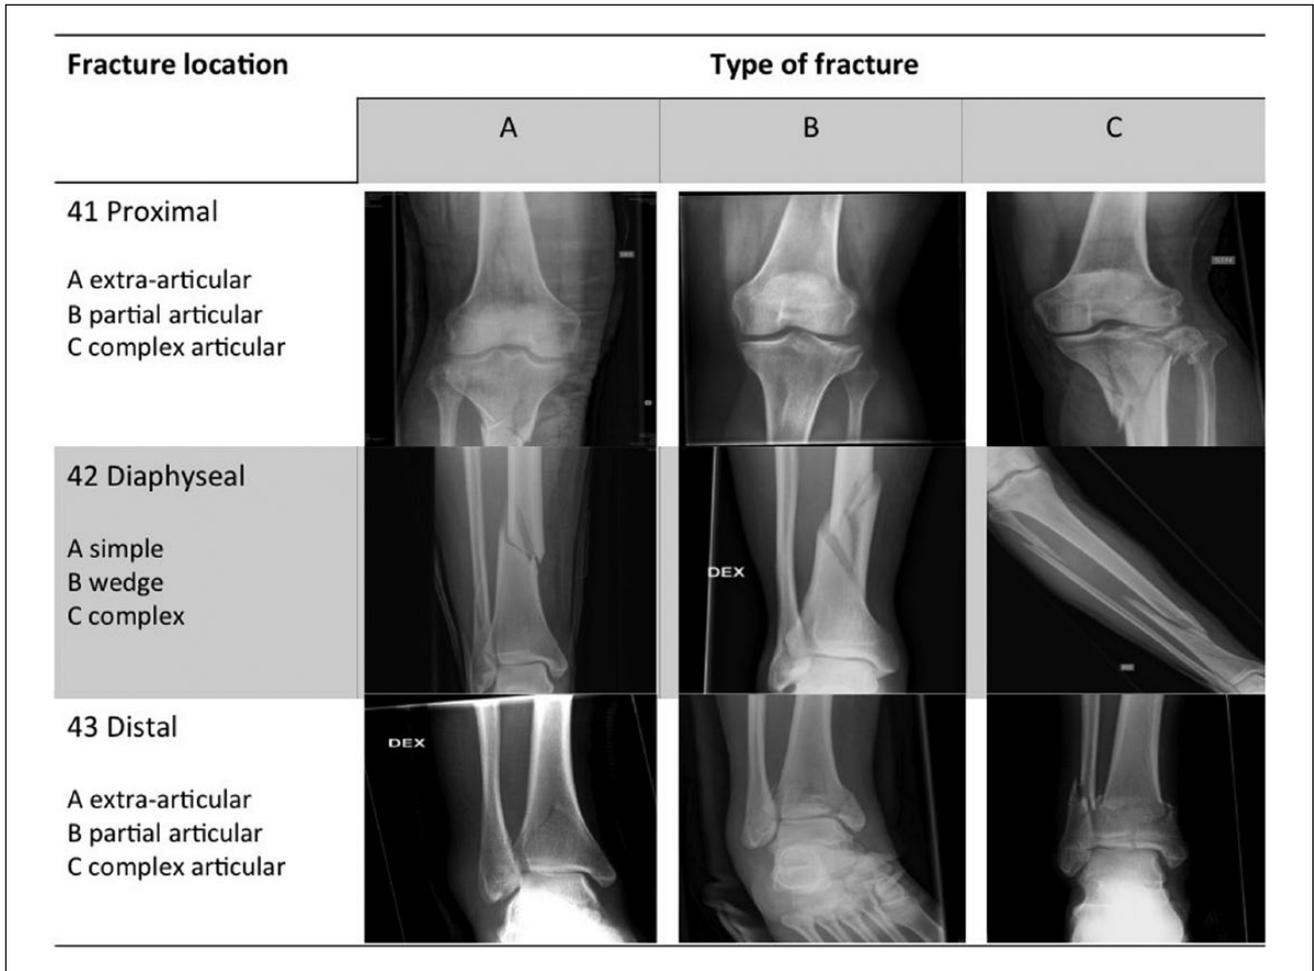 Fracture location
Type of fracture
A
B
C
41 Proximal
A extra-articular
B partial articular
C complex articular
SIN
42 Diaphyseal
A simple
B wedge
C complex
DEX
43 Distal
A extra-articular
B partial articular
C complex articular
DEX